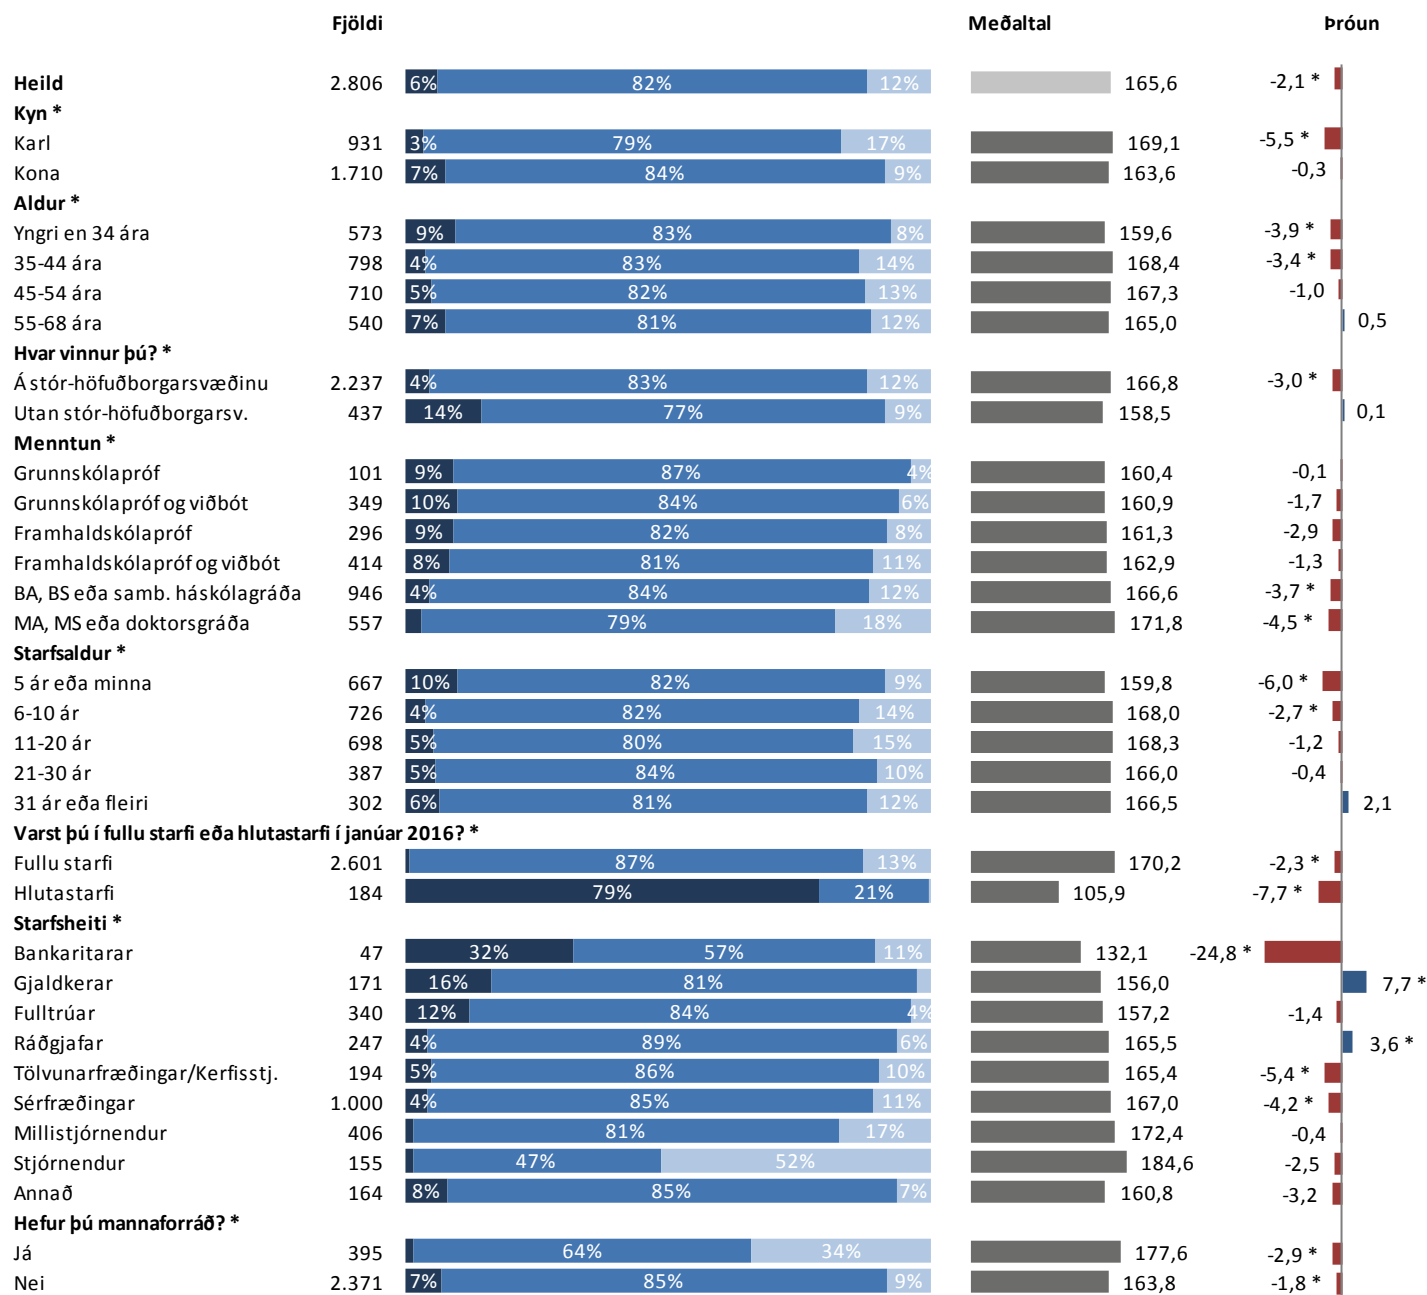 Fjöldi Meðaltal Þróun
Heild 2.806 6% 82% 12% 165,6 -2,1 *
Kyn *
Karl 931 3% 79% 17% 169,1 -5,5 *
Kona 1.710 7% 84% 9% 163,6 -0,3
Aldur *
Yngri en 34 ára 573 9% 83% 8% 159,6 -3,9 *
35-44 ára 798 4% 83% 14% 168,4 -3,4 *
45-54 ára 710 5% 82% 13% 167,3 -1,0
55-68 ára 540 7% 81% 12% 165,0 0,5
Hvar vinnur þú? *
Á stór-höfuðborgarsvæðinu 2.237 4% 83% 12% 166,8 -3,0 *
Utan stór-höfuðborgarsv. 437 14% 77% 9% 158,5 0,1
Menntun *
Grunnskólapróf 101 9% 87% 4% 160,4 -0,1
Grunnskólapróf og viðbót 349 10% 84% 6% 160,9 -1,7
Framhaldskólapróf 296 9% 82% 8% 161,3 -2,9
Framhaldskólapróf og viðbót 414 8% 81% 11% 162,9 -1,3
BA, BS eða samb. háskólagráða 946 4% 84% 12% 166,6 -3,7 *
MA, MS eða doktorsgráða 557 79% 18% 171,8 -4,5 *
Starfsaldur *
5 ár eða minna 667 10% 82% 9% 159,8 -6,0 *
6-10 ár 726 4% 82% 14% 168,0 -2,7 *
11-20 ár 698 5% 80% 15% 168,3 -1,2
21-30 ár 387 5% 84% 10% 166,0 -0,4
31 ár eða fleiri 302 6% 81% 12% 166,5 2,1
Varst þú í fullu starfi eða hlutastarfi í janúar 2016? *
Fullu starfi 2.601 87% 13% 170,2 -2,3 *
Hlutastarfi 184 79% 21% 105,9 -7,7 *
Starfsheiti *
Bankaritarar 47 32% 57% 11% 132,1 -24,8 *
Gjaldkerar 171 16% 81% 156,0 7,7 *
Fulltrúar 340 12% 84% 4% 157,2 -1,4
Ráðgjafar 247 4% 89% 6% 165,5 3,6 *
Tölvunarfræðingar/Kerfisstj. 194 5% 86% 10% 165,4 -5,4 *
Sérfræðingar 1.000 4% 85% 11% 167,0 -4,2 *
Millistjórnendur 406 81% 17% 172,4 -0,4
Stjórnendur 155 47% 52% 184,6 -2,5
Annað 164 8% 85% 7% 160,8 -3,2
Hefur þú mannaforráð? *
Já 395 64% 34% 177,6 -2,9 *
Nei 2.371 7% 85% 9% 163,8 -1,8 *